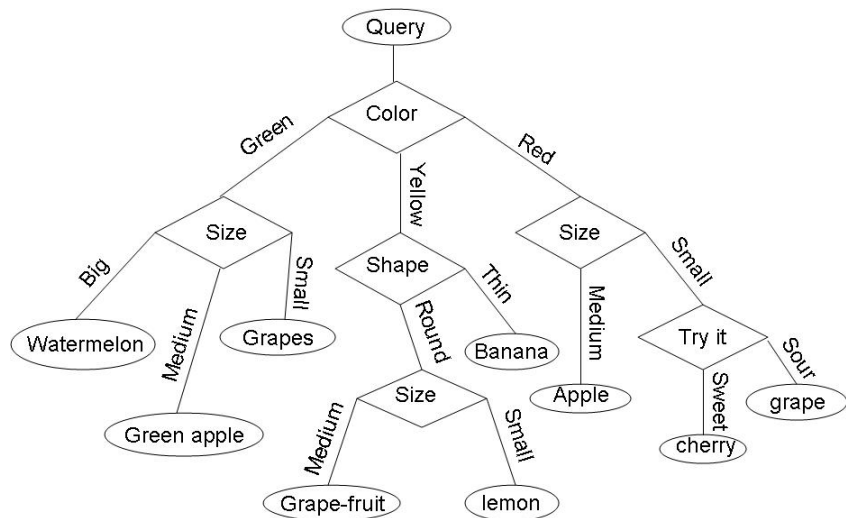 Query
Color
Green
Yellow
Red
Size
Shape
Size
Big
Medium
Small
Round
Thin
Medium
Small
Watermelon
Green apple
Grapes
Size
Banana
Apple
Try it
Medium
Small
Sweet
Sour
Grape-fruit
lemon
cherry
grape